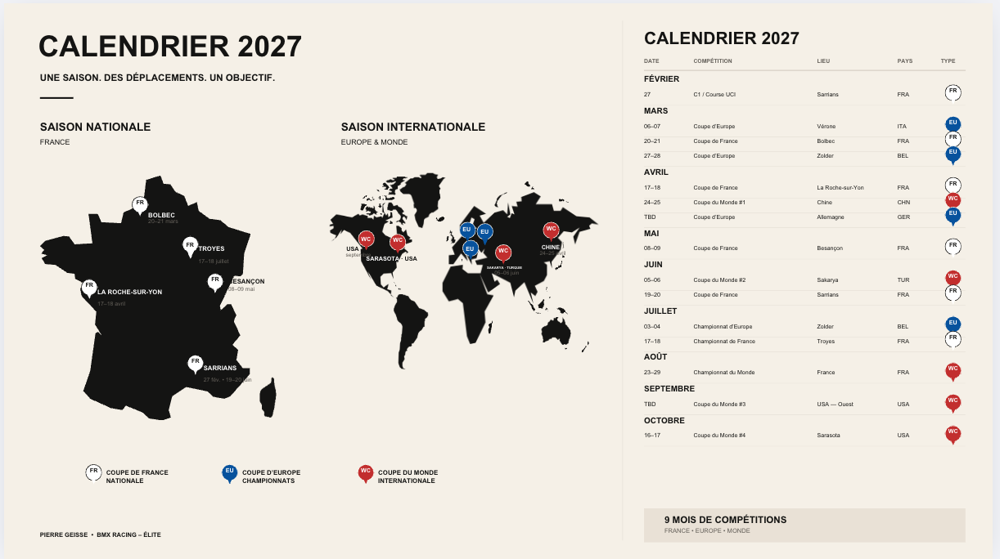 CALENDRIER 2027
UNE SAISON. DES DÉPLACEMENTS. UN OBJECTIF.
SAISON NATIONALE
FRANCE
FR
BOLBEC
20–21 mars
FR
TROYES
17–18 juillet
FR
BESANÇON
08–09 mai
FR
LA ROCHE-SUR-YON
17–18 avril
FR
SARRIANS
27 fév. • 19–20 juin
SAISON INTERNATIONALE
EUROPE & MONDE
WC
USA
WC
SARASOTA · USA
EU
EU
EU
WC
SAKARYA · TURQUIE
05–06 juin
WC
CHINE
24–25 avril
FR
COUPE DE FRANCE
NATIONALE
EU
COUPE D'EUROPE
CHAMPIONNATS
WC
COUPE DU MONDE
INTERNATIONALE
PIERRE GEISSE • BMX RACING – ÉLITE
CALENDRIER 2027
DATE COMPÉTITION LIEU PAYS TYPE
FÉVRIER
27 C1 / Course UCI Sarrians FRA FR
MARS
06–07 Coupe d'Europe Vérone ITA EU
20–21 Coupe de France Bolbec FRA FR
27–28 Coupe d'Europe Zolder BEL EU
AVRIL
17–18 Coupe de France La Roche-sur-Yon FRA FR
24–25 Coupe du Monde #1 Chine CHN WC
TBD Coupe d'Europe Allemagne GER EU
MAI
08–09 Coupe de France Besançon FRA FR
JUIN
05–06 Coupe du Monde #2 Sakarya TUR WC
19–20 Coupe de France Sarrians FRA FR
JUILLET
03–04 Championnat d'Europe Zolder BEL EU
17–18 Championnat de France Troyes FRA FR
AOÛT
23–29 Championnat du Monde France FRA WC
SEPTEMBRE
TBD Coupe du Monde #3 USA — Ouest USA WC
OCTOBRE
16–17 Coupe du Monde #4 Sarasota USA WC
9 MOIS DE COMPÉTITIONS
FRANCE • EUROPE • MONDE